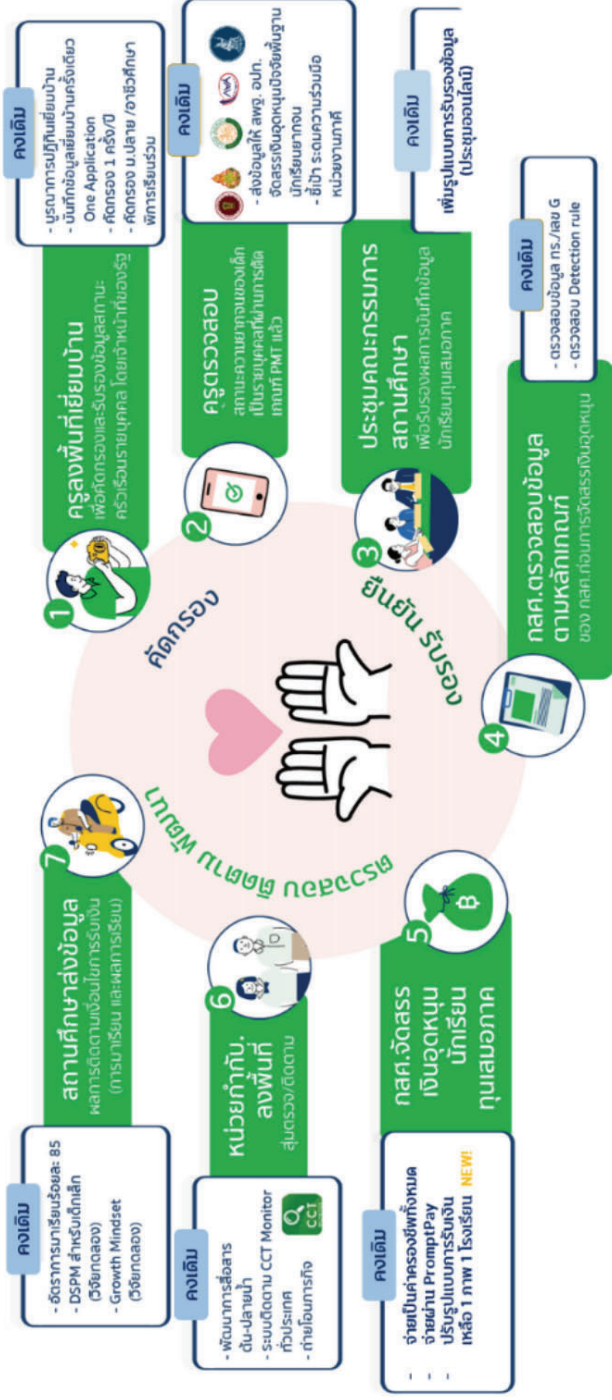 คงเดิม
- บูรณาการปฏิทินเยี่ยมบ้าน
- บันทึกข้อมูลเยี่ยมบ้านครั้งเดียว
One Application
- คัดกรอง 1 ครั้ง/ปี
- คัดกรอง ม.ปลาย /อาชีวศึกษา
พิการเรียนร่วม
1
ครูลงพื้นที่เยี่ยมบ้าน
เพื่อคัดกรองและรับรองข้อมูลสถานะ
ครัวเรือนรายบุคคล โดยเจ้าหน้าที่ของรัฐ
คงเดิม
- ส่งข้อมูลให้ สพฐ. อปท.
จัดสรรเงินอุดหนุนปัจจัยพื้นฐาน
นักเรียนยากจน
- ชี้เป้า ระดมความร่วมมือ
หน่วยงานภาคี
2
ครูตรวจสอบ
สถานะความยากจนของเด็ก
เป็นรายบุคคลที่ผ่านการตัด
เกณฑ์ PMT แล้ว
คงเดิม
เพิ่มรูปแบบการรับรองข้อมูล
(ประชุมออนไลน์)
3
ประชุมคณะกรรมการ
สถานศึกษา
เพื่อรับรองผลการบันทึกข้อมูล
นักเรียนทุนเสมอภาค
คงเดิม
- ตรวจสอบข้อมูล ทร./เลข G
- ตรวจสอบ Detection rule
4
กสศ.ตรวจสอบข้อมูล
ตามหลักเกณฑ์
ของ กสศ.ก่อนการจัดสรรเงินอุดหนุน
5
กสศ.จัดสรร
เงินอุดหนุน
นักเรียน
ทุนเสมอภาค
คงเดิม
- จ่ายเป็นค่าครองชีพทั้งหมด
- จ่ายผ่าน PromptPay
- ปรับรูปแบบการรับเงิน
เหลือ 1 ภาพ 1 โรงเรียน NEW!
6
หน่วยกำกับ.
ลงพื้นที่
สุ่มตรวจ/ติดตาม
คงเดิม
- พัฒนาการสื่อสาร
ต้น-ปลายน้ำ
- ระบบติดตาม CCT Monitor
ทั่วประเทศ
- ถ่ายโอนภารกิจ
CCT
7
สถานศึกษาส่งข้อมูล
ผลการติดตามเงื่อนไขการรับเงิน
(การมาเรียน และผลการเรียน)
คงเดิม
- อัตราการมาเรียนร้อยละ 85
- DSPM สำหรับเด็กเล็ก
(วิจัยทดลอง)
- Growth Mindset
(วิจัยทดลอง)
คัดกรอง
ยืนยัน รับรอง
ตรวจสอบ ติดตาม พัฒนา